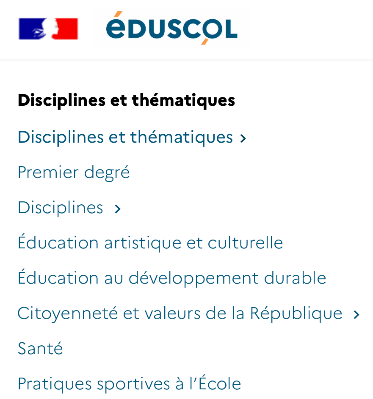 éduscol
Disciplines et thématiques
Disciplines et thématiques >
Premier degré
Disciplines >
Éducation artistique et culturelle
Éducation au développement durable
Citoyenneté et valeurs de la République >
Santé
Pratiques sportives à l'École